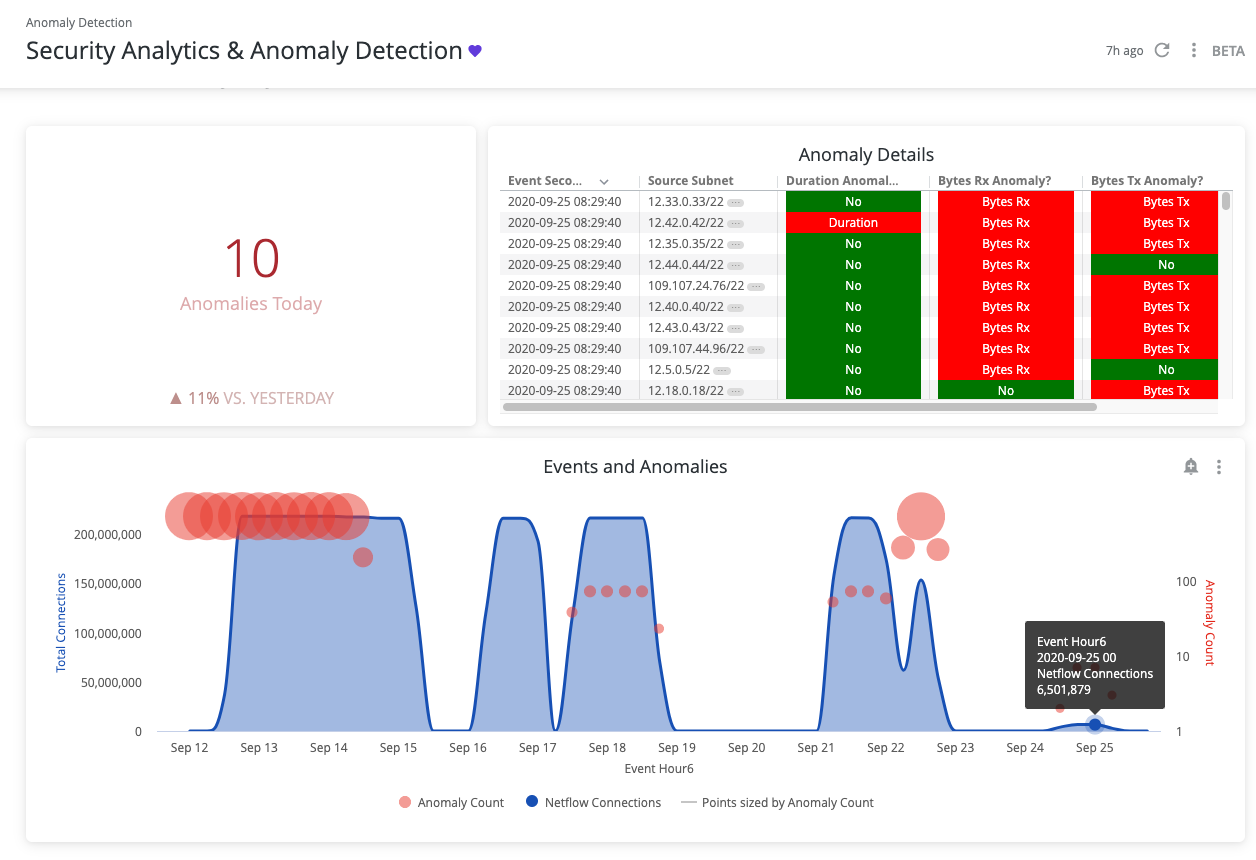 Anomaly Detection
Security Analytics & Anomaly Detection
7h ago
BETA
10
Anomalies Today
▲ 11% VS. YESTERDAY
Anomaly Details
Event Seco... Source Subnet Duration Anomal... Bytes Rx Anomaly? Bytes Tx Anomaly?
2020-09-25 08:29:40 12.33.0.33/22 No Bytes Rx Bytes Tx
2020-09-25 08:29:40 12.42.0.42/22 Duration Bytes Rx Bytes Tx
2020-09-25 08:29:40 12.35.0.35/22 No Bytes Rx Bytes Tx
2020-09-25 08:29:40 12.44.0.44/22 No Bytes Rx No
2020-09-25 08:29:40 109.107.24.76/22 No Bytes Rx Bytes Tx
2020-09-25 08:29:40 12.40.0.40/22 No Bytes Rx Bytes Tx
2020-09-25 08:29:40 12.43.0.43/22 No Bytes Rx Bytes Tx
2020-09-25 08:29:40 109.107.44.96/22 No Bytes Rx Bytes Tx
2020-09-25 08:29:40 12.5.0.5/22 No Bytes Rx No
2020-09-25 08:29:40 12.18.0.18/22 No No Bytes Tx
Events and Anomalies
Total Connections
200,000,000
150,000,000
100,000,000
50,000,000
0
100
10
1
Anomaly Count
Event Hour6
2020-09-25 00
Netflow Connections
6,501,879
Sep 12 Sep 13 Sep 14 Sep 15 Sep 16 Sep 17 Sep 18 Sep 19 Sep 20 Sep 21 Sep 22 Sep 23 Sep 24 Sep 25
Event Hour6
Anomaly Count Netflow Connections Points sized by Anomaly Count